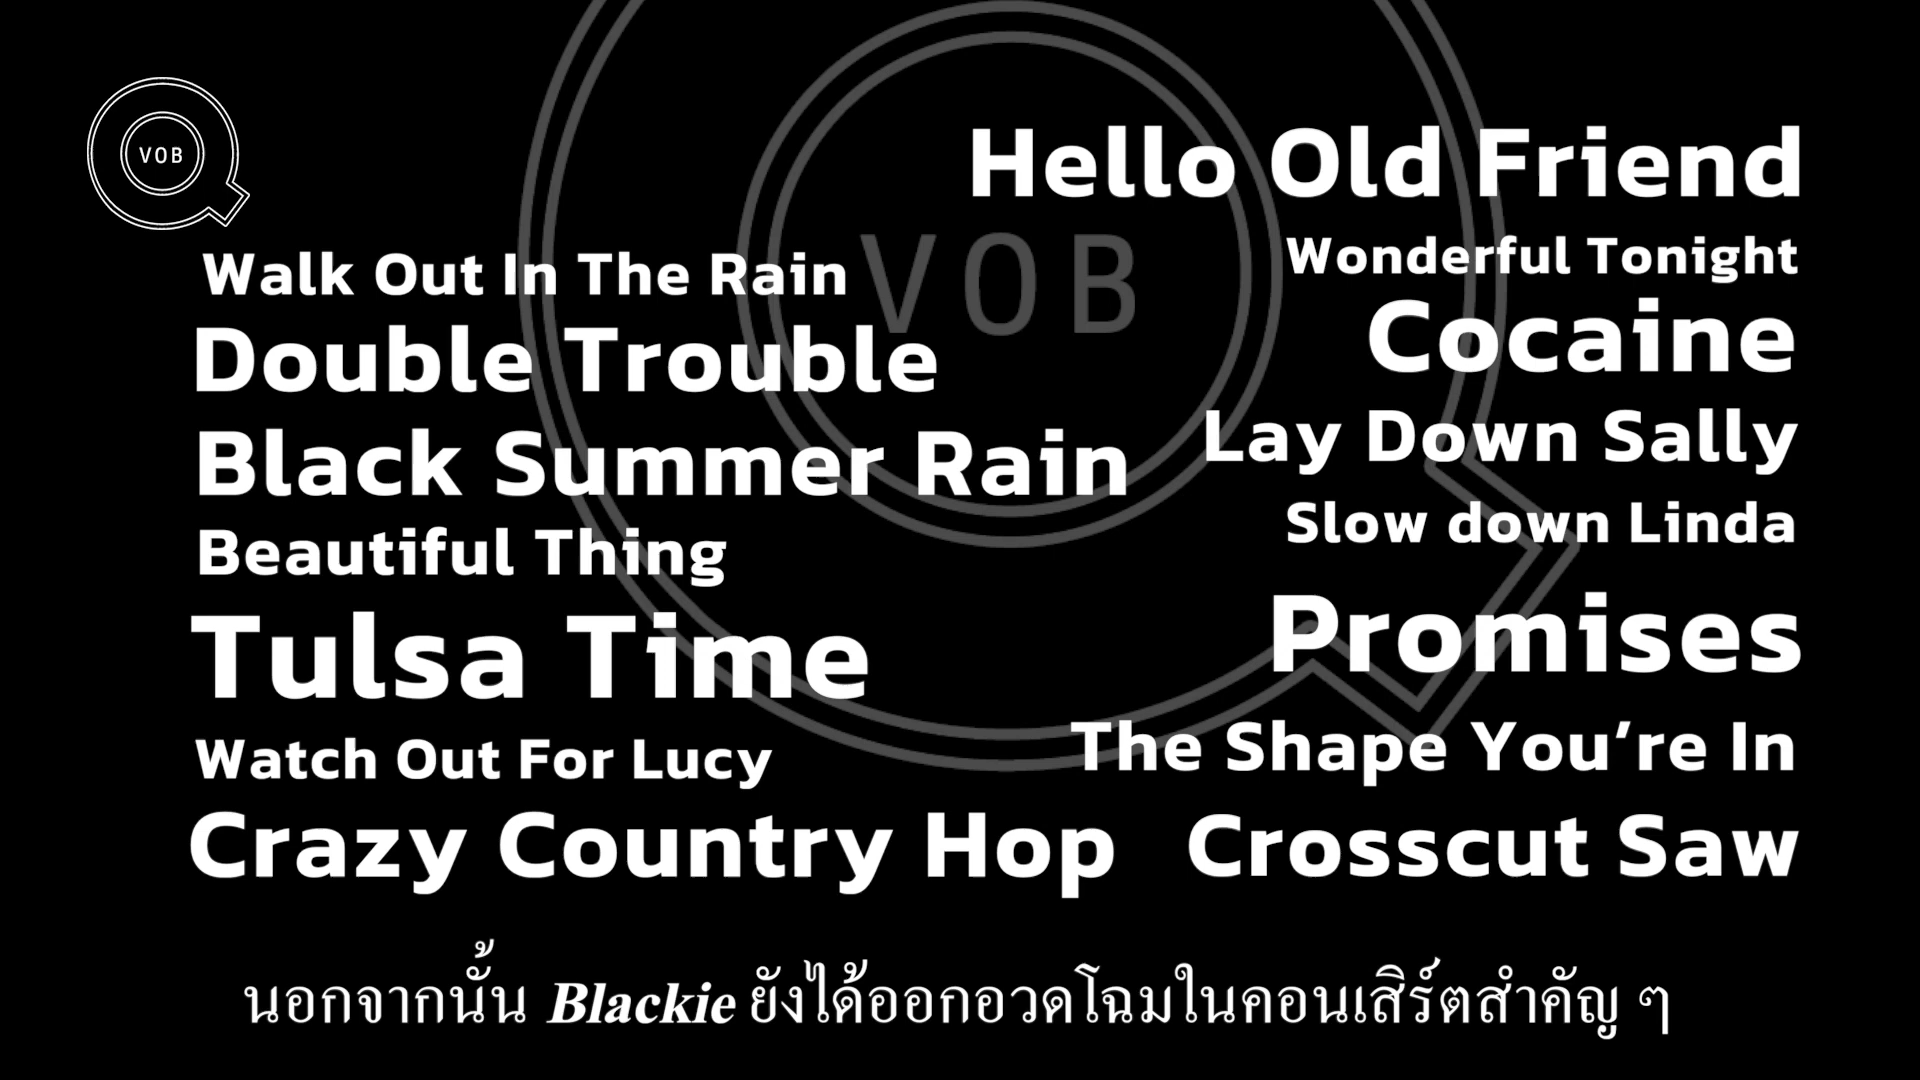 VOB
VOB
Walk Out In The Rain
Double Trouble
Black Summer Rain
Beautiful Thing
Tulsa Time
Watch Out For Lucy
Crazy Country Hop
Hello Old Friend
Wonderful Tonight
Cocaine
Lay Down Sally
Slow down Linda
Promises
The Shape You’re In
Crosscut Saw
นอกจากนั้น Blackie ยังได้ออกอวดโฉมในคอนเสิร์ตสำคัญ ๆ